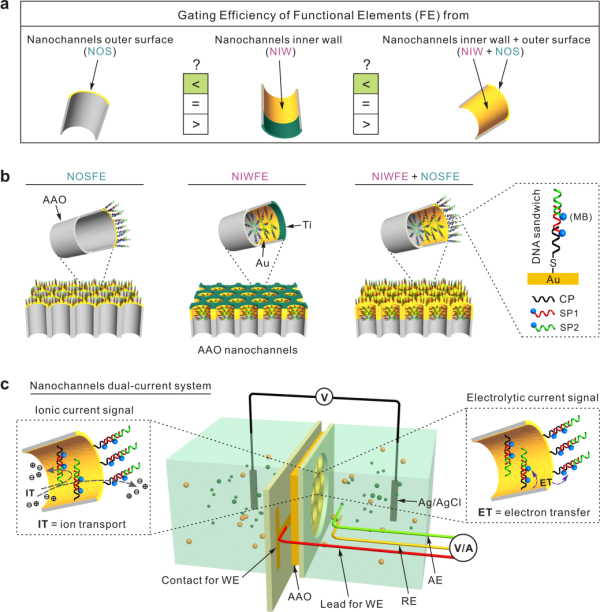 a
Gating Efficiency of Functional Elements (FE) from
Nanochannels outer surface
(NOS)
?
<
=
>
Nanochannels inner wall
(NIW)
?
<
=
>
Nanochannels inner wall + outer surface
(NIW + NOS)
b
NOSFE
AAO
NIWFE
Ti
Au
AAO nanochannels
NIWFE + NOSFE
DNA sandwich
(MB)
S
Au
CP
SP1
SP2
c
Nanochannels dual-current system
Ionic current signal
IT
IT = ion transport
V
Electrolytic current signal
ET
ET = electron transfer
Ag/AgCl
V/A
Contact for WE
AAO
Lead for WE
RE
AE